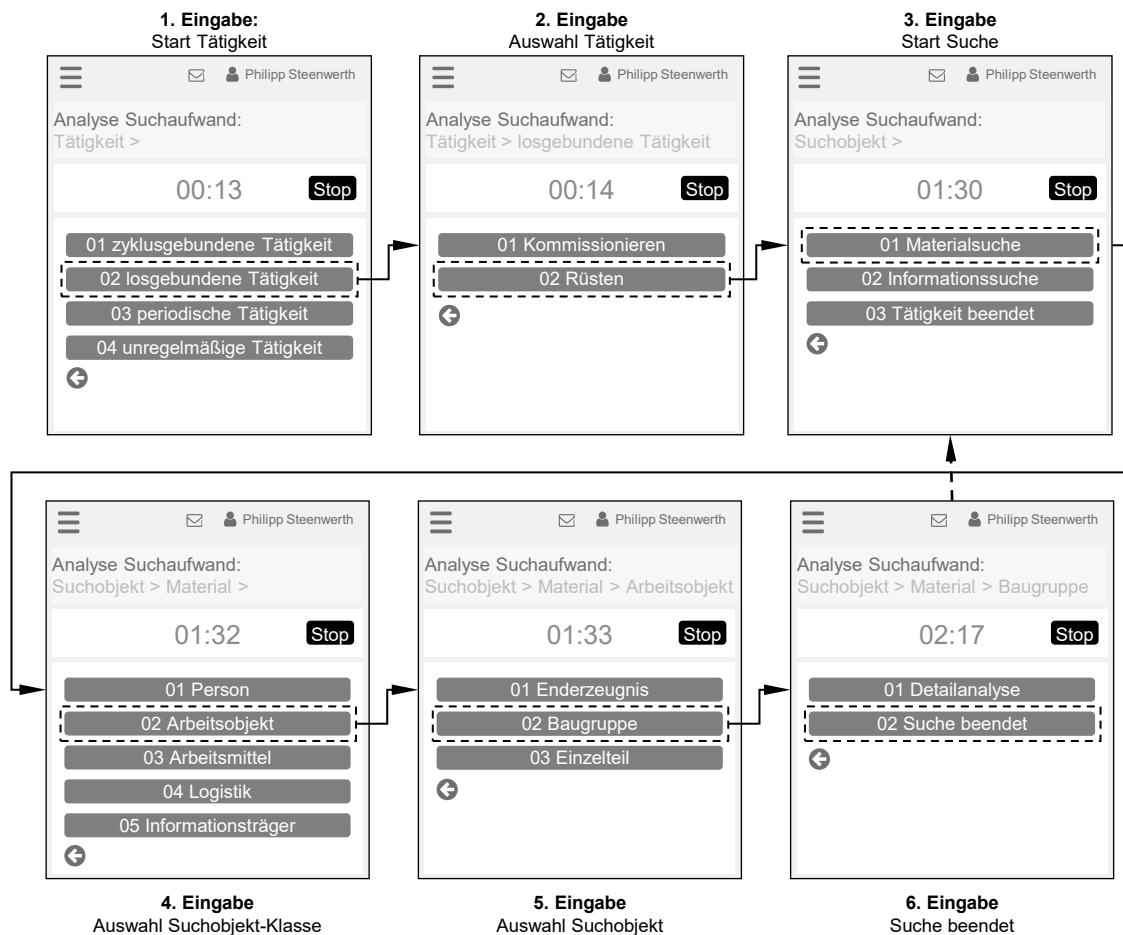 1. Eingabe:
Start Tätigkeit
Philipp Steenwerth
Analyse Suchaufwand:
Tätigkeit >
00:13
Stop
01 zyklusgebundene Tätigkeit
02 losgebundene Tätigkeit
03 periodische Tätigkeit
04 unregelmäßige Tätigkeit
2. Eingabe
Auswahl Tätigkeit
Philipp Steenwerth
Analyse Suchaufwand:
Tätigkeit > losgebundene Tätigkeit
00:14
Stop
01 Kommissionieren
02 Rüsten
3. Eingabe
Start Suche
Philipp Steenwerth
Analyse Suchaufwand:
Suchobjekt >
01:30
Stop
01 Materialsuche
02 Informationssuche
03 Tätigkeit beendet
Philipp Steenwerth
Analyse Suchaufwand:
Suchobjekt > Material >
01:32
Stop
01 Person
02 Arbeitsobjekt
03 Arbeitsmittel
04 Logistik
05 Informationsträger
4. Eingabe
Auswahl Suchobjekt-Klasse
Philipp Steenwerth
Analyse Suchaufwand:
Suchobjekt > Material > Arbeitsobjekt
01:33
Stop
01 Enderzeugnis
02 Baugruppe
03 Einzelteil
5. Eingabe
Auswahl Suchobjekt
Philipp Steenwerth
Analyse Suchaufwand:
Suchobjekt > Material > Baugruppe
02:17
Stop
01 Detailanalyse
02 Suche beendet
6. Eingabe
Suche beendet